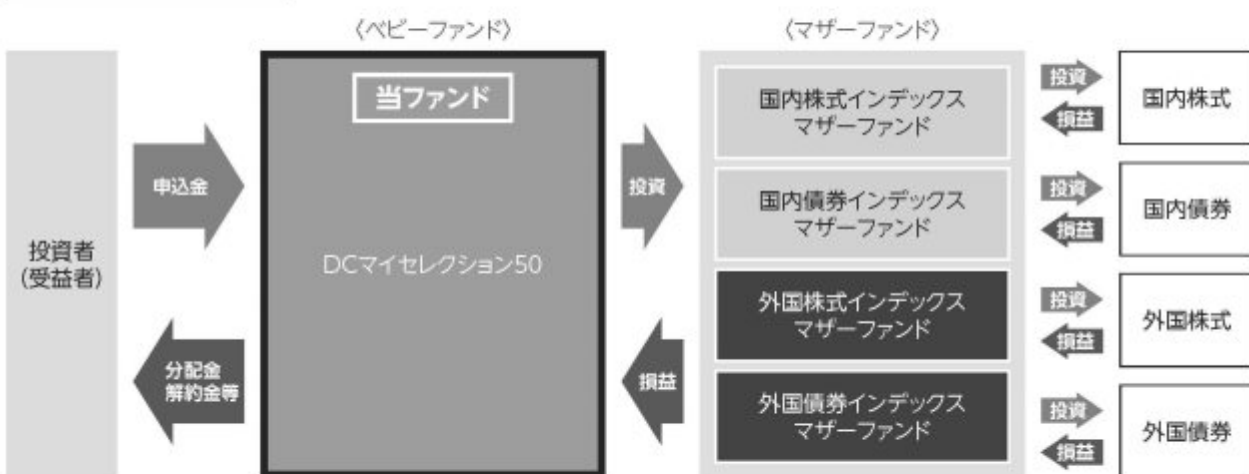 〈ベビーファンド〉
〈マザーファンド〉
投資者
(受益者)
申込金
分配金
解約金等
当ファンド
DCマイセレクション50
投資
損益
国内株式インデックス
マザーファンド
投資
損益
国内株式
国内債券インデックス
マザーファンド
投資
損益
国内債券
外国株式インデックス
マザーファンド
投資
損益
外国株式
外国債券インデックス
マザーファンド
投資
損益
外国債券